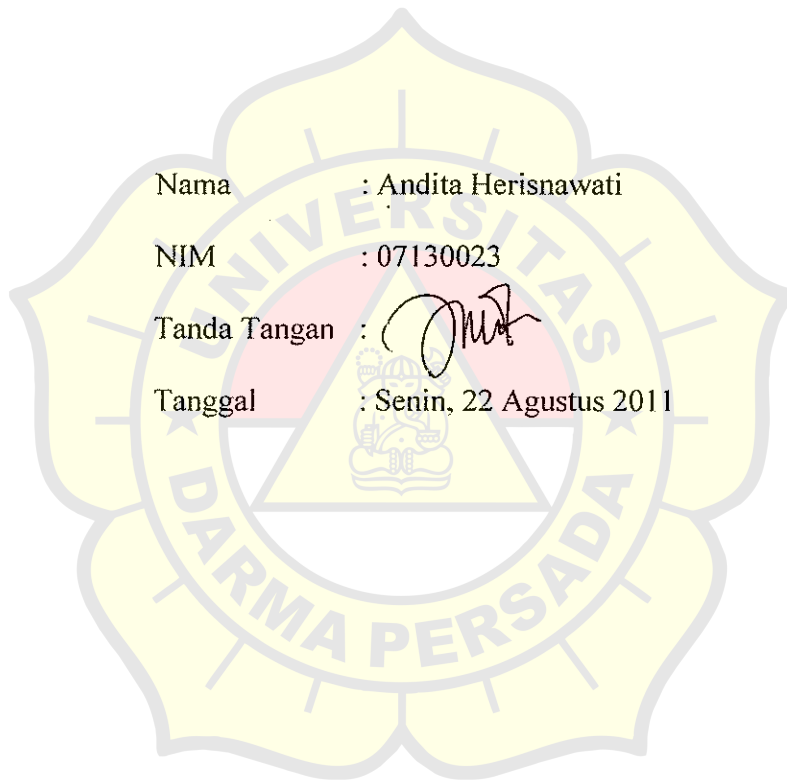 Nama : Andita Herisnawati
NIM : 07130023
Tanda Tangan :
Tanggal : Senin, 22 Agustus 2011
UNIVERSITAS
DARMA PERSADA